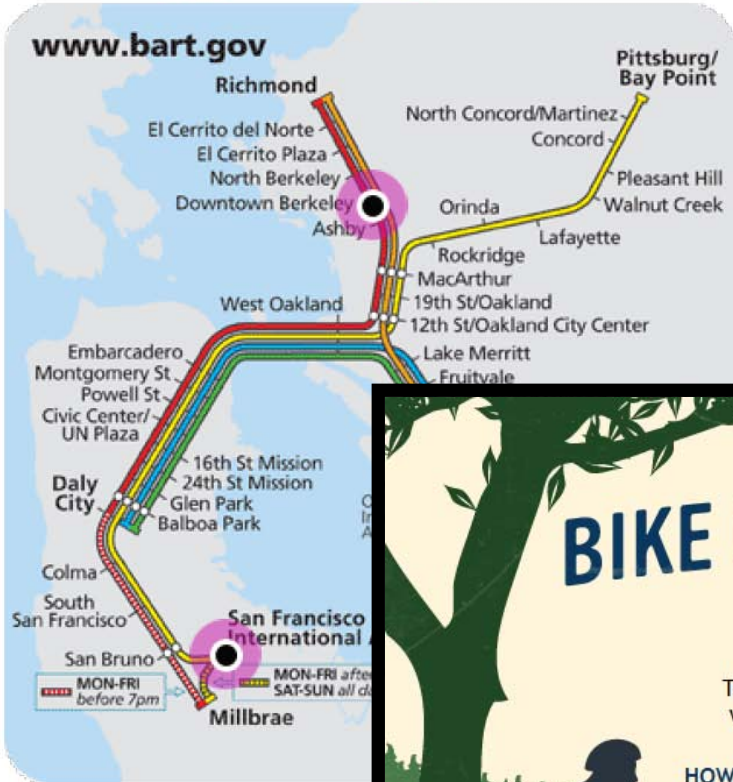 www.bart.gov
Richmond
El Cerrito del Norte
El Cerrito Plaza
North Berkeley
Downtown Berkeley
Ashby
Pittsburg/
Bay Point
North Concord/Martinez
Concord
Pleasant Hill
Walnut Creek
Orinda
Lafayette
Rockridge
MacArthur
19th St/Oakland
12th St/Oakland City Center
West Oakland
Lake Merritt
Fruitvale
Embarcadero
Montgomery St
Powell St
Civic Center/
UN Plaza
16th St Mission
24th St Mission
Glen Park
Balboa Park
Daly
City
Colma
South
San Francisco
San Bruno
San Francisco
International
MON-FRI
before 7pm
MON-FRI
SAT-SUN all
Millbrae
BIKE
HOW